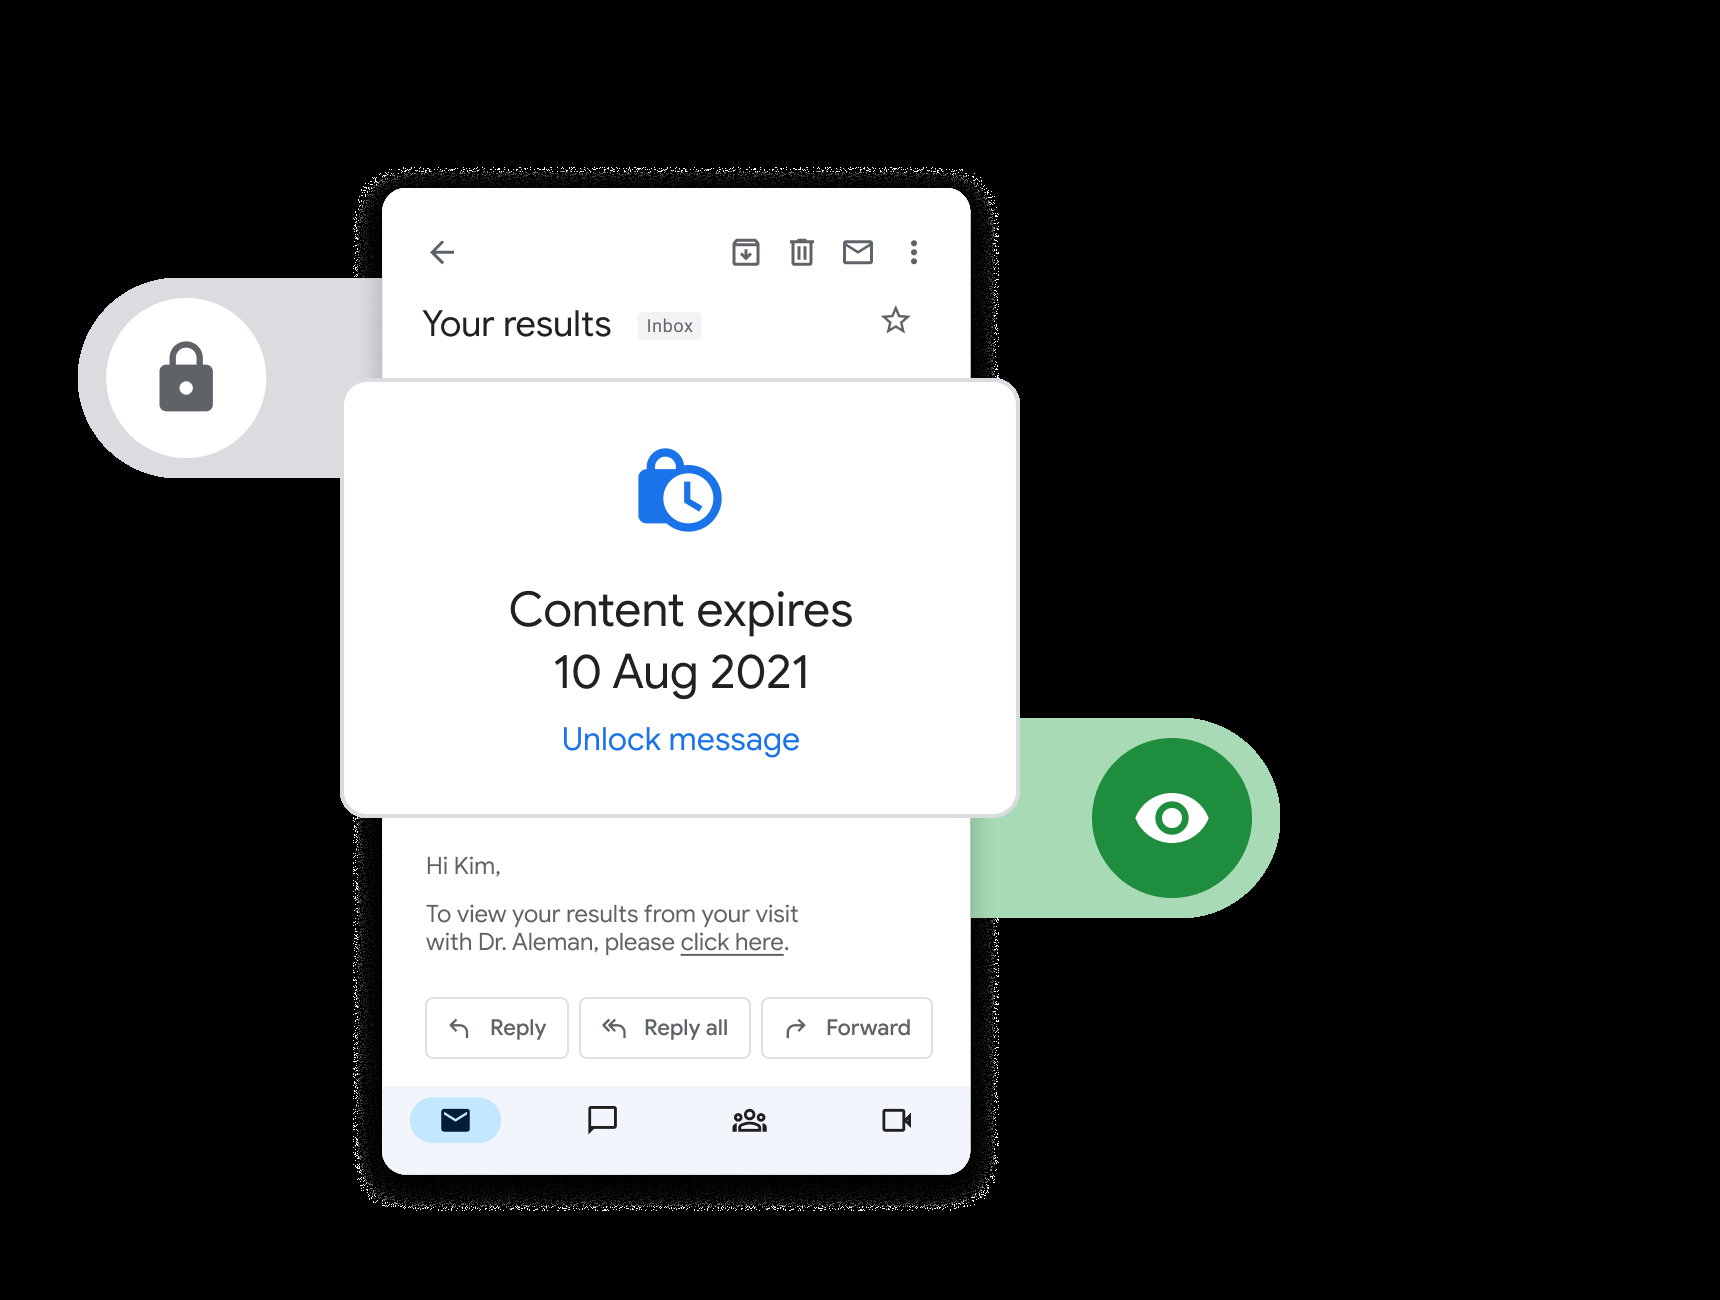 Your results
Inbox
Content expires
10 Aug 2021
Unlock message
Hi Kim,
To view your results from your visit
with Dr. Aleman, please click here.
Reply
Reply all
Forward